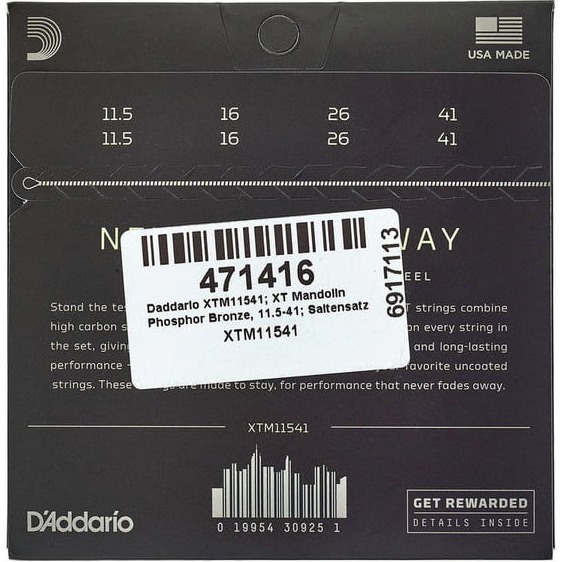 USA MADE
11.5 16 26 41
11.5 16 26 41
WAY
471416
Daddario XTM11541; XT Mandolin
Phosphor Bronze, 11.5-41; Saitensatz
XTM11541
6917113
Stand the strings combine
high carbon on every string in
the set, and long-lasting
performance favorite uncoated
strings. These are made to stay, for performance that never fades away.
XTM11541
0 19954 30925 1
D'Addario
GET REWARDED
DETAILS INSIDE